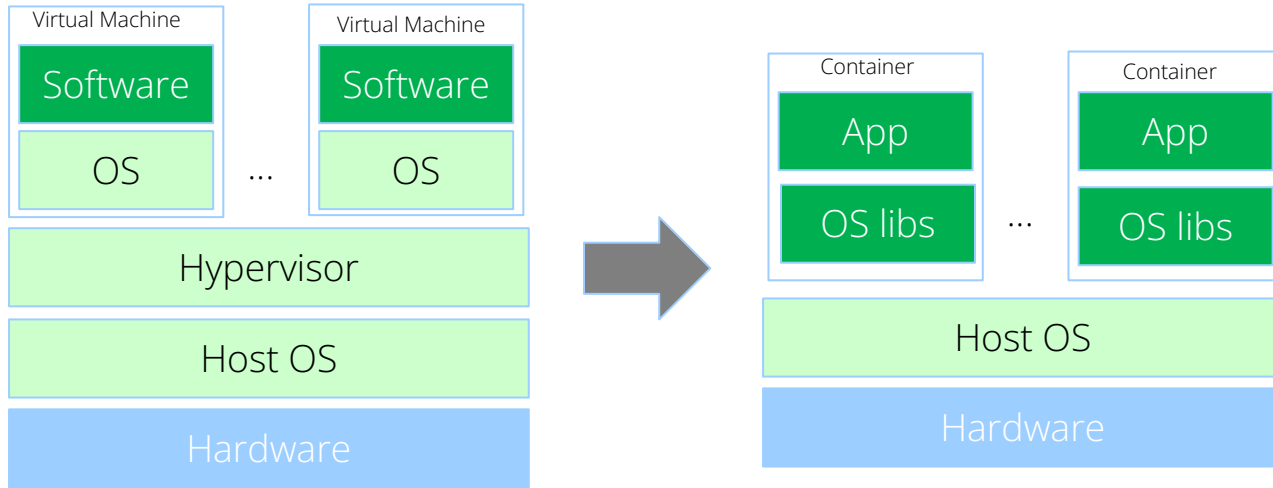 Virtual Machine
Software
OS
...
Virtual Machine
Software
OS
Hypervisor
Host OS
Hardware
Container
App
OS libs
...
Container
App
OS libs
Host OS
Hardware